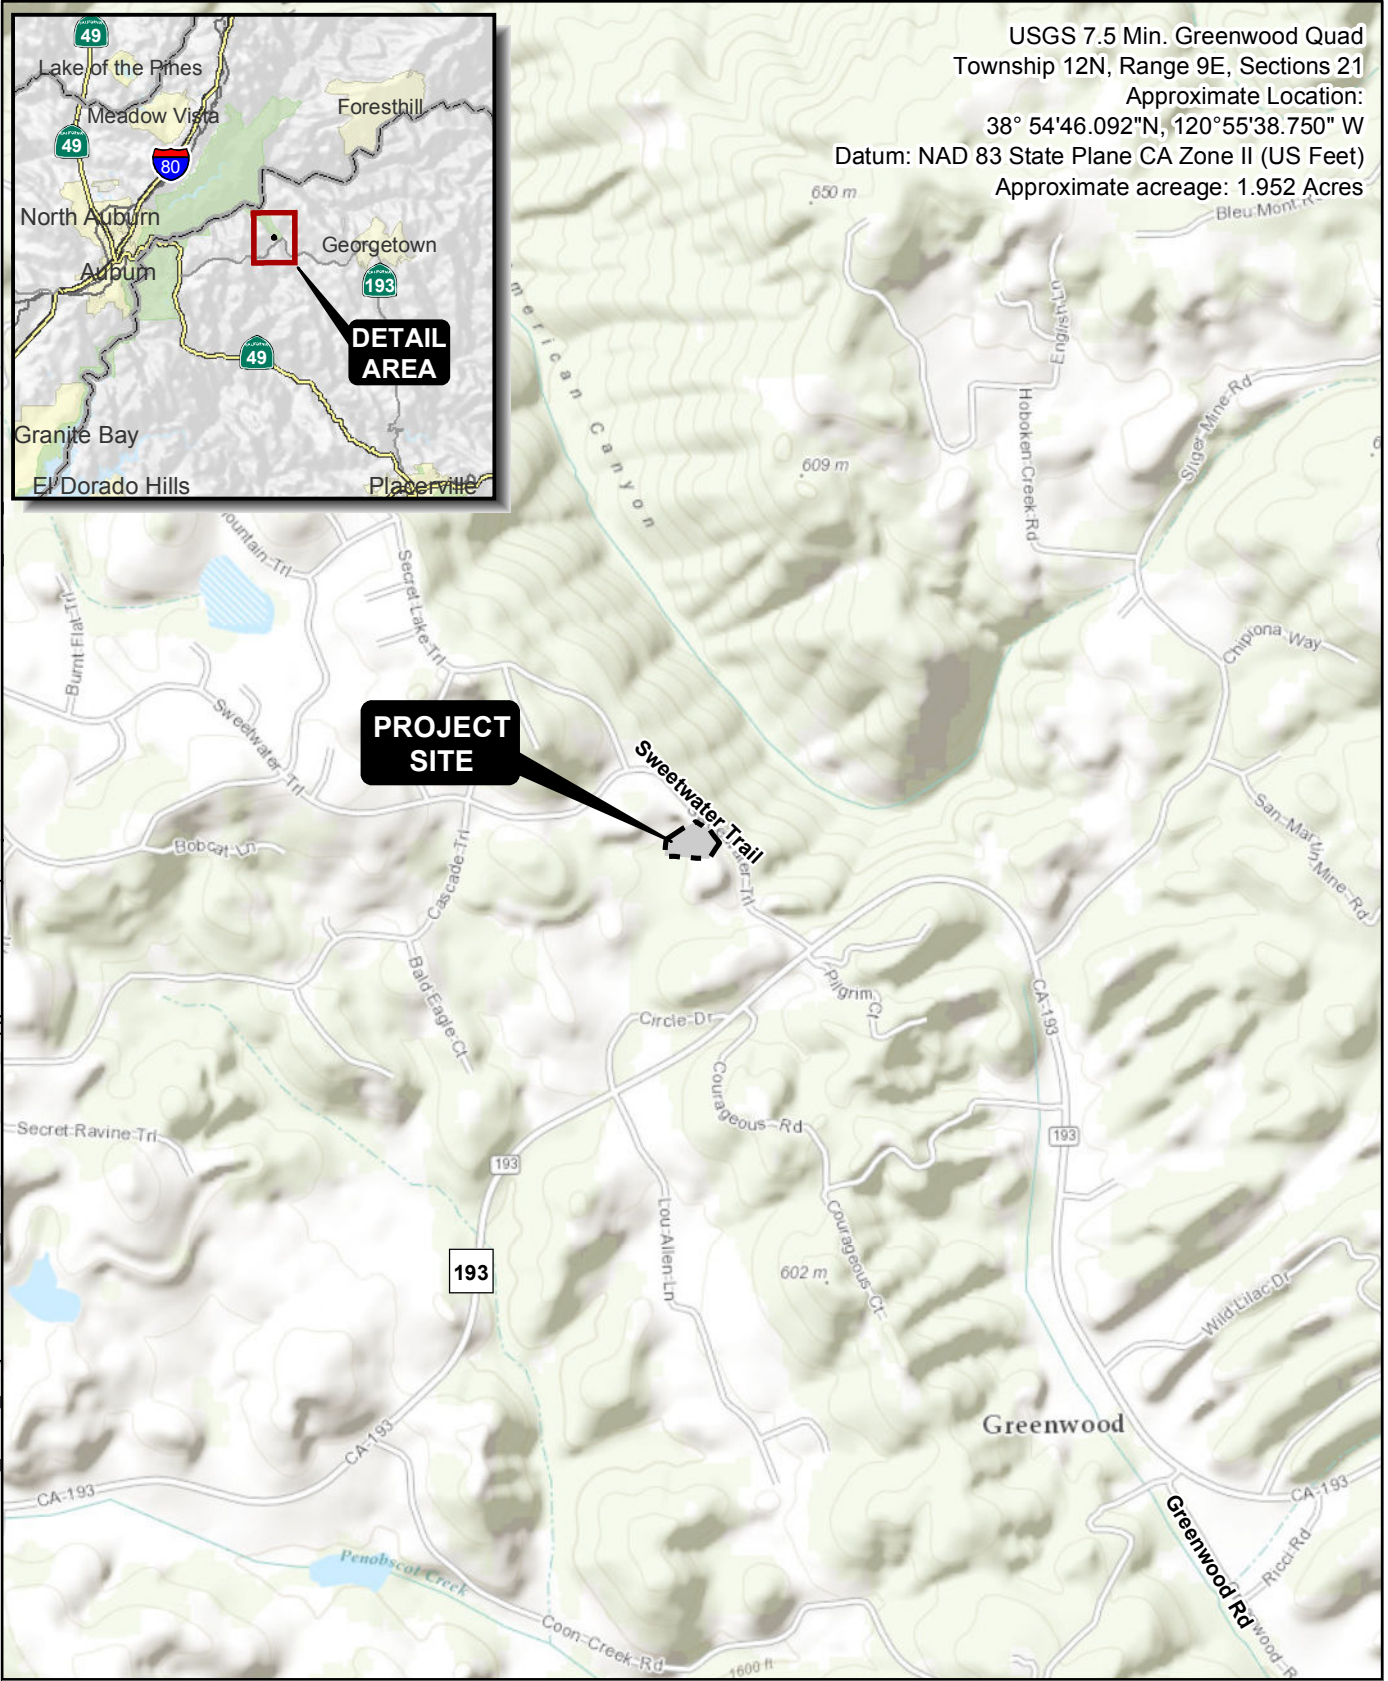 USGS 7.5 Min. Greenwood Quad
Township 12N, Range 9E, Sections 21
Approximate Location:
38° 54'46.092"N, 120°55'38.750" W
Datum: NAD 83 State Plane CA Zone II (US Feet)
Approximate acreage: 1.952 Acres
49
Lake of the Pines
Meadow Vista
Foresthill
49
80
North Auburn
Georgetown
Auburn
193
DETAIL
AREA
49
Granite Bay
El Dorado Hills
Placerville
650 m
Bleu Mont Rd
English Ln
merican Canyon
Hoboken Creek Rd
Sliger Mine Rd
609 m
ountain Trl
Secret Lake Trl
Burnt Flat Trl
Chipiona Way
Sweetwater Trl
PROJECT
SITE
Sweetwater Trail
San Martin Mine Rd
Bobcat Ln
Cascade Trl
Bald Eagle Ct
Pilgrim Ct
CA-193
Circle Dr
Courageous Rd
Secret Ravine Trl
193
193
Lou Allen Ln
Courageous Ct
193
602 m
Wild Lilac Dr
Greenwood
CA-193
CA-193
CA-193
Greenwood Rd
Ricci Rd
Penobscot Creek
Coon Creek Rd
1600 ft